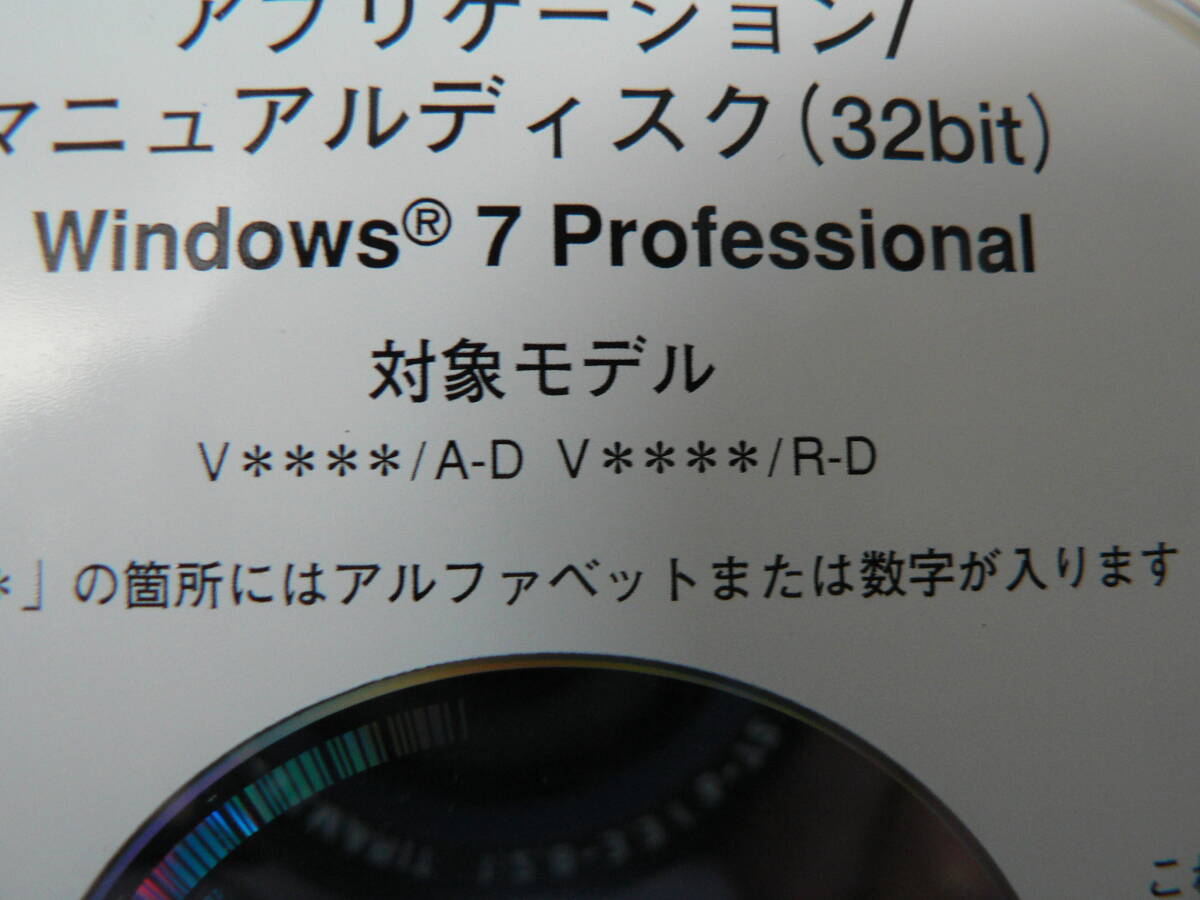 アプリケーション/
マニュアルディスク(32bit)
Windows® 7 Professional
対象モデル
V＊＊＊＊/A-D V＊＊＊＊/R-D
＊」の箇所にはアルファベットまたは数字が入ります
こ